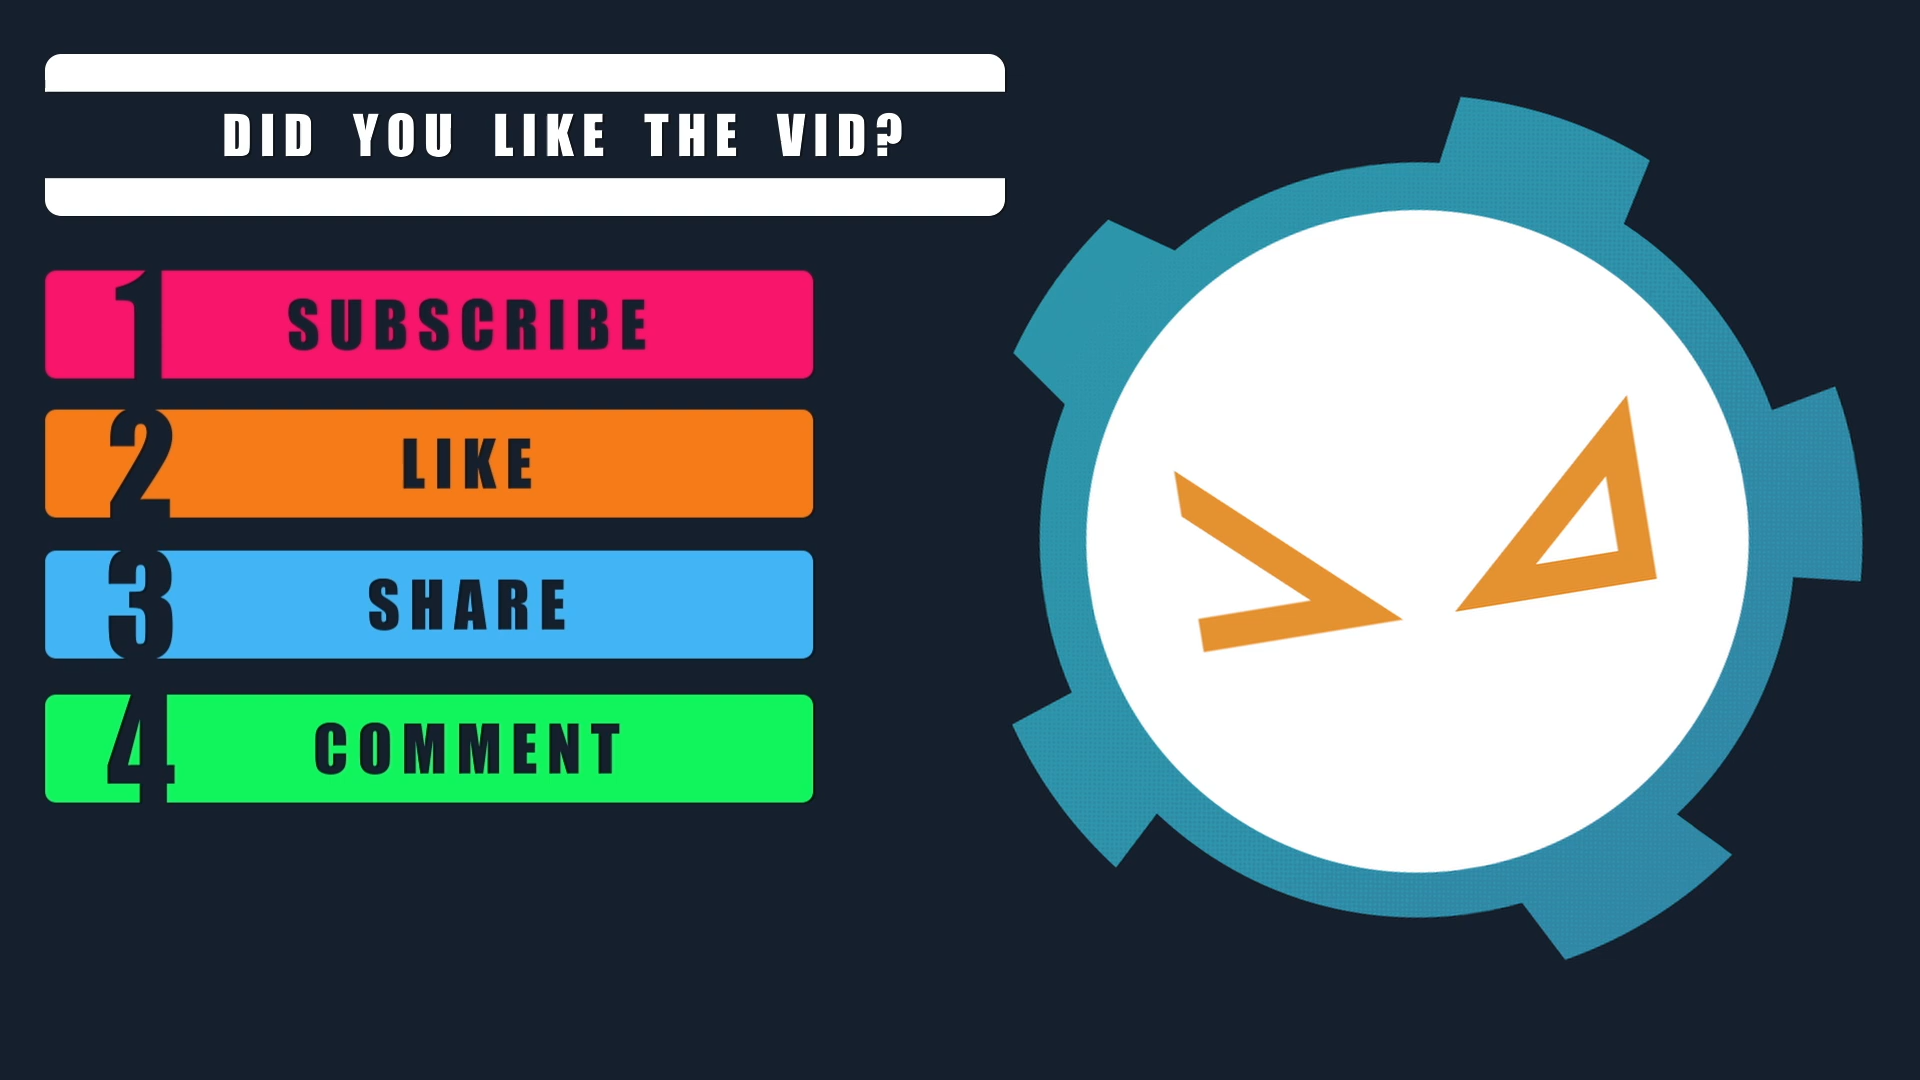 DID YOU LIKE THE VID?
1 SUBSCRIBE
2 LIKE
3 SHARE
4 COMMENT